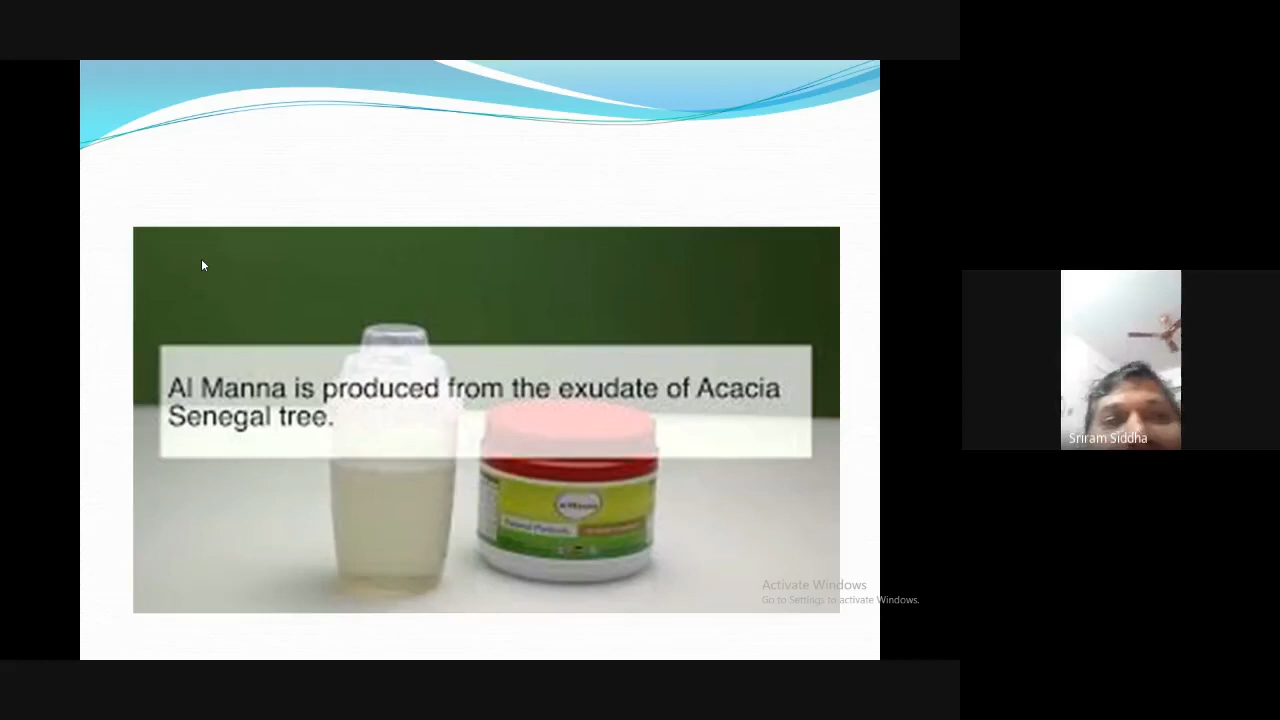 Al Manna is produced from the exudate of Acacia
Senegal tree.
Activate Windows
Go to Settings to activate Windows.
Sriram Siddha